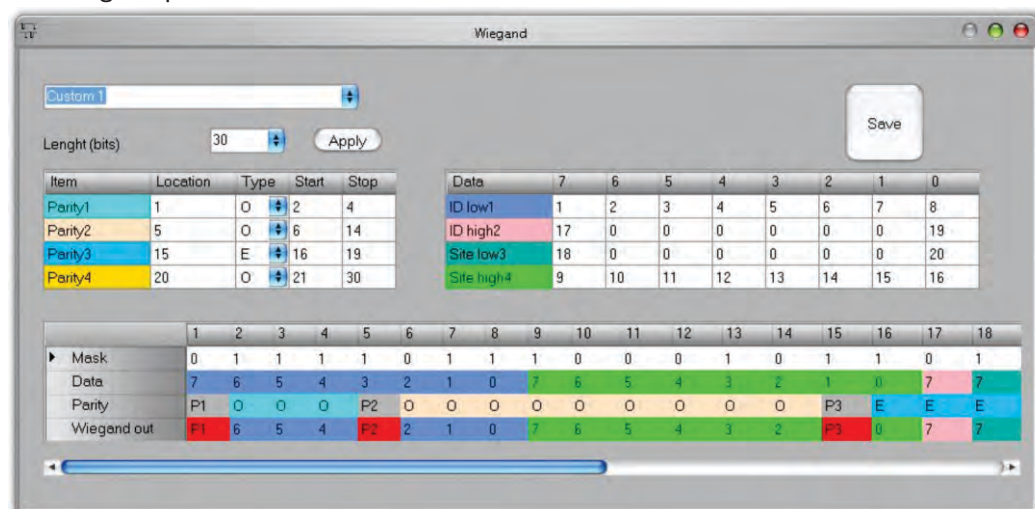 Wiegand
Custom 1
Save
Lenght (bits) 30 Apply
Item Location Type Start Stop
Parity1 1 O 2 4
Parity2 5 O 6 14
Parity3 15 E 16 19
Parity4 20 O 21 30
Data 7 6 5 4 3 2 1 0
ID low1 1 2 3 4 5 6 7 8
ID high2 17 0 0 0 0 0 0 19
Site low3 18 0 0 0 0 0 0 20
Site high4 9 10 11 12 13 14 15 16
1 2 3 4 5 6 7 8 9 10 11 12 13 14 15 16 17 18
Mask 0 1 1 1 1 0 1 1 1 0 0 0 1 0 1 1 0 1
Data 7 6 5 4 3 2 1 0 7 6 5 4 3 2 1 0 7 7
Parity P1 O O O P2 O O O O O O O O O P3 E E E
Wiegand out P1 6 5 4 P2 2 1 0 7 6 5 4 3 2 P3 0 7 7